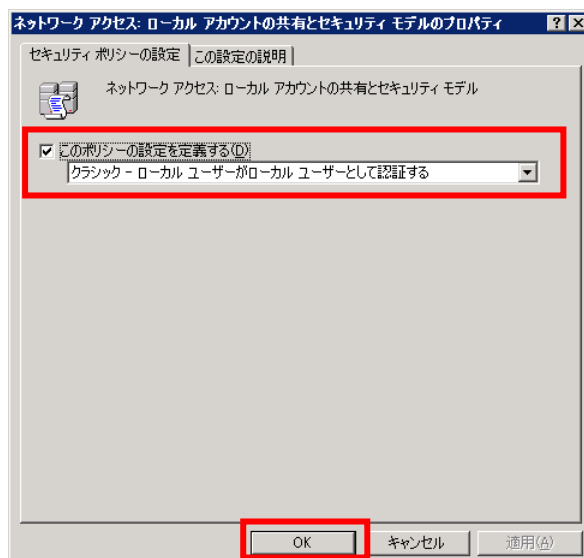 ネットワーク アクセス: ローカル アカウントの共有とセキュリティ モデルのプロパティ
セキュリティ ポリシーの設定 この設定の説明
ネットワーク アクセス: ローカル アカウントの共有とセキュリティ モデル
このポリシーの設定を定義する(D)
クラシック - ローカル ユーザーがローカル ユーザーとして認証する
OK キャンセル 適用(A)